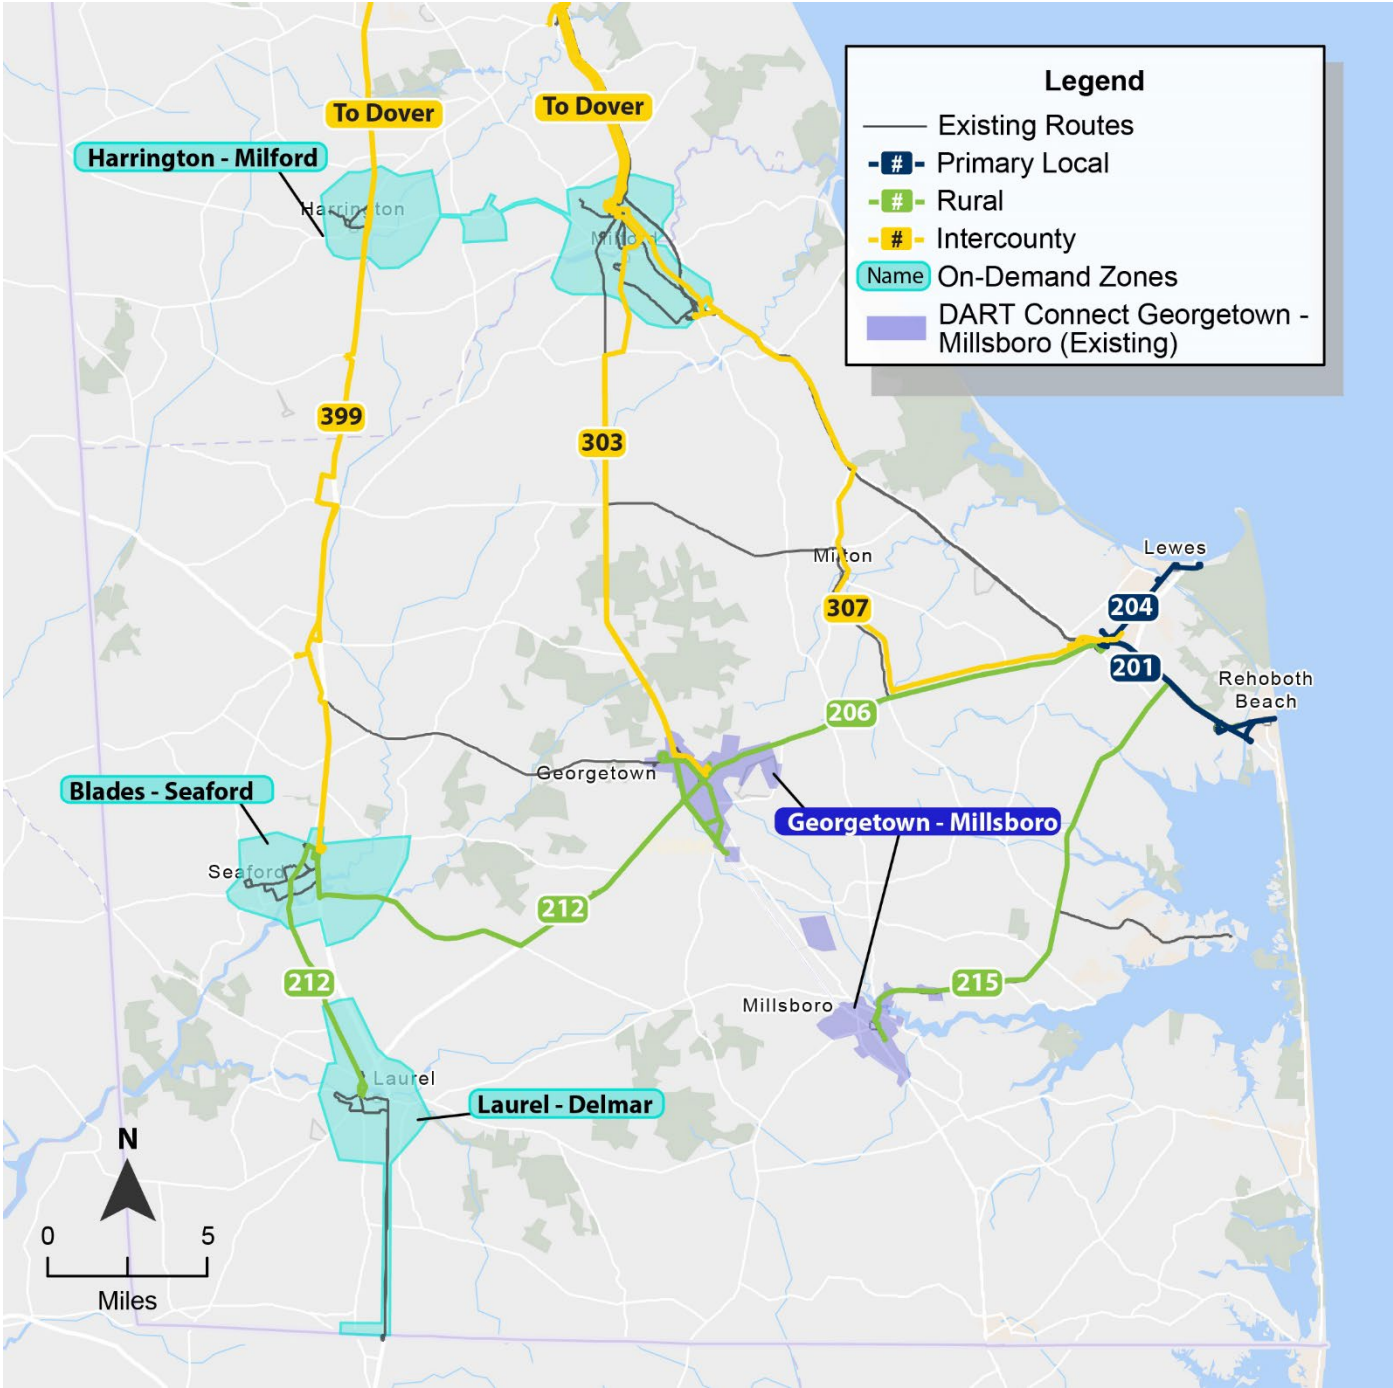 To Dover
To Dover
Legend
Existing Routes
# Primary Local
# Rural
# Intercounty
Name On-Demand Zones
DART Connect Georgetown -
Millsboro (Existing)
Harrington - Milford
Harrington
Milford
399
303
Milton
Lewes
307
204
201
Rehoboth
Beach
206
Georgetown
Blades - Seaford
Georgetown - Millsboro
Seaford
212
212
215
Millsboro
Laurel
Laurel - Delmar
N
0 5
Miles